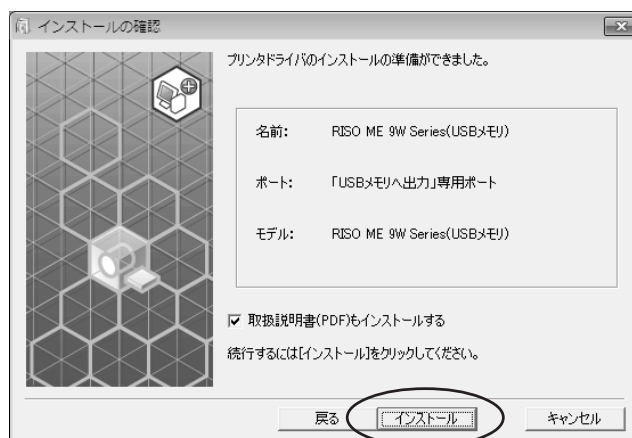 インストールの確認
プリンタドライバのインストールの準備ができました。
名前: RISO ME 9W Series(USBメモリ)
ポート: 「USBメモリへ出力」専用ポート
モデル: RISO ME 9W Series(USBメモリ)
取扱説明書(PDF)もインストールする
続行するには[インストール]をクリックしてください。
戻る インストール キャンセル